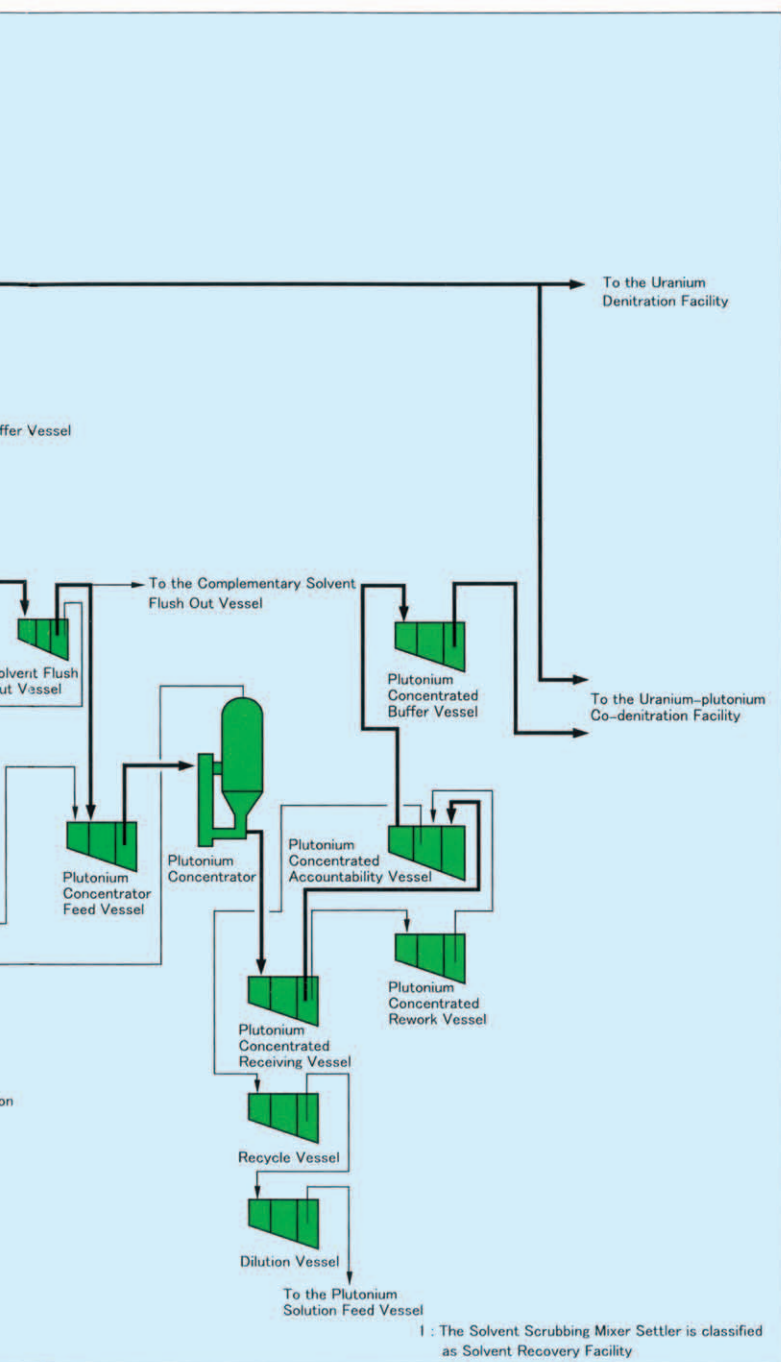 To the Uranium
Denitration Facility
ffer Vessel
To the Complementary Solvent
Flush Out Vessel
olvent Flush
ut Vessel
Plutonium
Concentrated
Buffer Vessel
To the Uranium-plutonium
Co-denitration Facility
Plutonium
Concentrator
Feed Vessel
Plutonium
Concentrator
Plutonium
Concentrated
Accountability Vessel
Plutonium
Concentrated
Rework Vessel
Plutonium
Concentrated
Receiving Vessel
on
Recycle Vessel
Dilution Vessel
To the Plutonium
Solution Feed Vessel
1 : The Solvent Scrubbing Mixer Settler is classified
as Solvent Recovery Facility